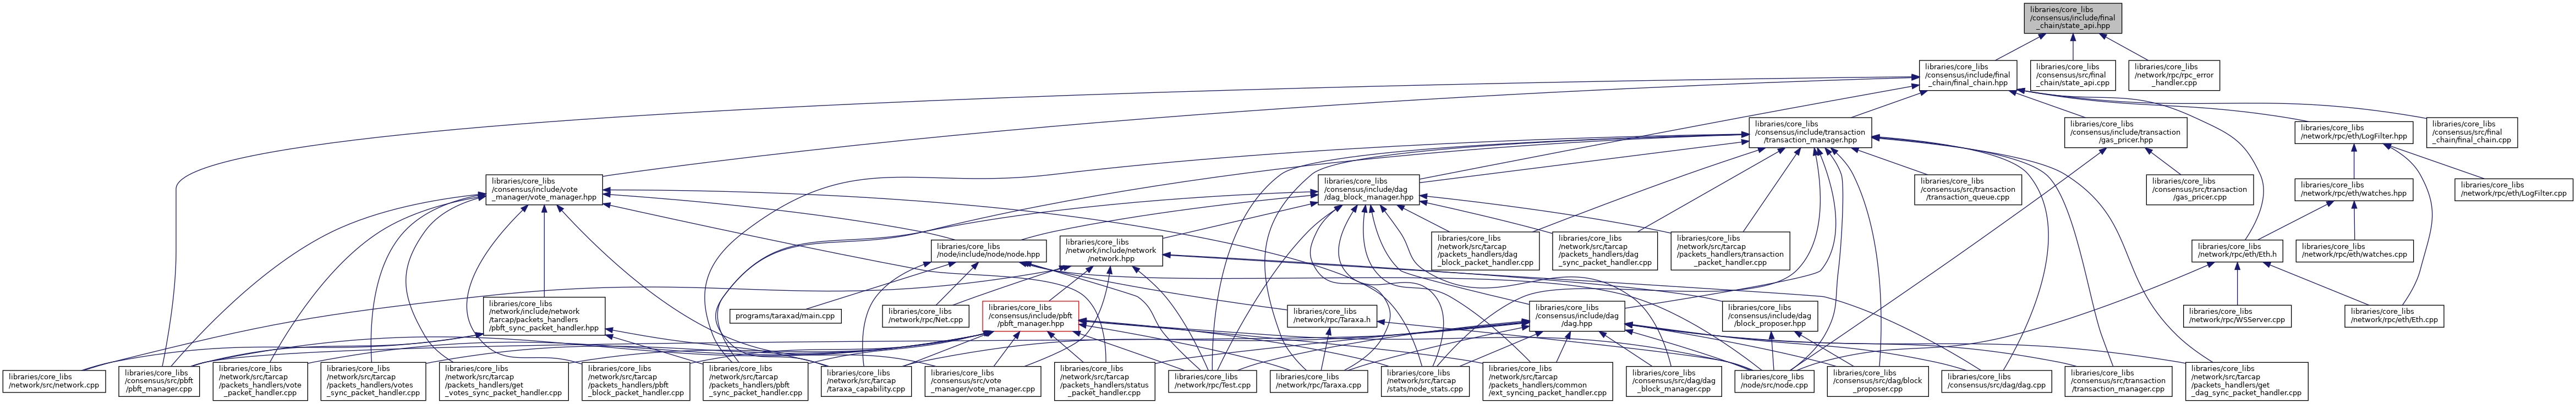 libraries/core_libs
/consensus/include/final
_chain/state_api.hpp
libraries/core_libs
/consensus/include/final
_chain/final_chain.hpp
libraries/core_libs
/consensus/src/final
_chain/state_api.cpp
libraries/core_libs
/network/rpc/rpc_error
_handler.cpp
libraries/core_libs
/consensus/include/transaction
/transaction_manager.hpp
libraries/core_libs
/consensus/include/transaction
/gas_pricer.hpp
libraries/core_libs
/network/rpc/eth/LogFilter.hpp
libraries/core_libs
/consensus/src/final
_chain/final_chain.cpp
libraries/core_libs
/consensus/include/vote
_manager/vote_manager.hpp
libraries/core_libs
/consensus/include/dag
/dag_block_manager.hpp
libraries/core_libs
/consensus/src/transaction
/transaction_queue.cpp
libraries/core_libs
/consensus/src/transaction
/gas_pricer.cpp
libraries/core_libs
/network/rpc/eth/watches.hpp
libraries/core_libs
/network/rpc/eth/LogFilter.cpp
libraries/core_libs
/node/include/node/node.hpp
libraries/core_libs
/network/include/network
/network.hpp
libraries/core_libs
/network/src/tarcap
/packets_handlers/dag
_block_packet_handler.cpp
libraries/core_libs
/network/src/tarcap
/packets_handlers/dag
_sync_packet_handler.cpp
libraries/core_libs
/network/src/tarcap
/packets_handlers/transaction
_packet_handler.cpp
libraries/core_libs
/network/rpc/eth/Eth.h
libraries/core_libs
/network/rpc/eth/watches.cpp
libraries/core_libs
/network/include/network
/tarcap/packets_handlers
/pbft_sync_packet_handler.hpp
programs/taraxad/main.cpp
libraries/core_libs
/network/rpc/Net.cpp
libraries/core_libs
/consensus/include/pbft
/pbft_manager.hpp
libraries/core_libs
/network/rpc/Taraxa.h
libraries/core_libs
/consensus/include/dag
/dag.hpp
libraries/core_libs
/consensus/include/dag
/block_proposer.hpp
libraries/core_libs
/network/rpc/WSServer.cpp
libraries/core_libs
/network/rpc/eth/Eth.cpp
libraries/core_libs
/network/src/network.cpp
libraries/core_libs
/consensus/src/pbft
/pbft_manager.cpp
libraries/core_libs
/network/src/tarcap
/packets_handlers/vote
_packet_handler.cpp
libraries/core_libs
/network/src/tarcap
/packets_handlers/votes
_sync_packet_handler.cpp
libraries/core_libs
/network/src/tarcap
/packets_handlers/get
_votes_sync_packet_handler.cpp
libraries/core_libs
/network/src/tarcap
/packets_handlers/pbft
_block_packet_handler.cpp
libraries/core_libs
/network/src/tarcap
/packets_handlers/pbft
_sync_packet_handler.cpp
libraries/core_libs
/network/src/tarcap
/taraxa_capability.cpp
libraries/core_libs
/consensus/src/vote
_manager/vote_manager.cpp
libraries/core_libs
/network/src/tarcap
/packets_handlers/status
_packet_handler.cpp
libraries/core_libs
/network/rpc/Test.cpp
libraries/core_libs
/network/rpc/Taraxa.cpp
libraries/core_libs
/network/src/tarcap
/stats/node_stats.cpp
libraries/core_libs
/network/src/tarcap
/packets_handlers/common
/ext_syncing_packet_handler.cpp
libraries/core_libs
/consensus/src/dag/dag
_block_manager.cpp
libraries/core_libs
/node/src/node.cpp
libraries/core_libs
/consensus/src/dag/block
_proposer.cpp
libraries/core_libs
/consensus/src/dag/dag.cpp
libraries/core_libs
/consensus/src/transaction
/transaction_manager.cpp
libraries/core_libs
/network/src/tarcap
/packets_handlers/get
_dag_sync_packet_handler.cpp